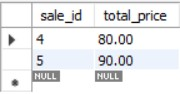 sale_id total_price
4 80.00
5 90.00
NULL NULL